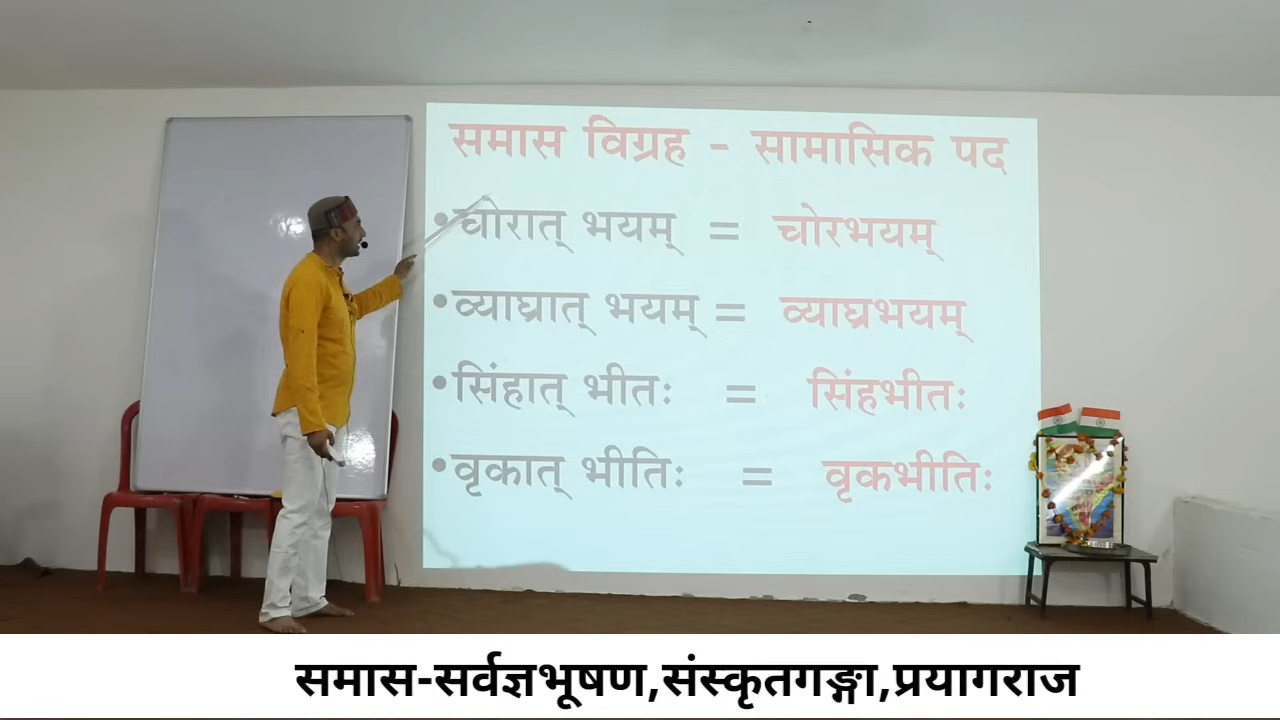 समास विग्रह - सामासिक पद
•चोरात् भयम् = चोरभयम्
•व्याघ्रात् भयम् = व्याघ्रभयम्
•सिंहात् भीतः = सिंहभीतः
•वृकात् भीतिः = वृकभीतिः
समास-सर्वज्ञभूषण,संस्कृतगङ्गा,प्रयागराज